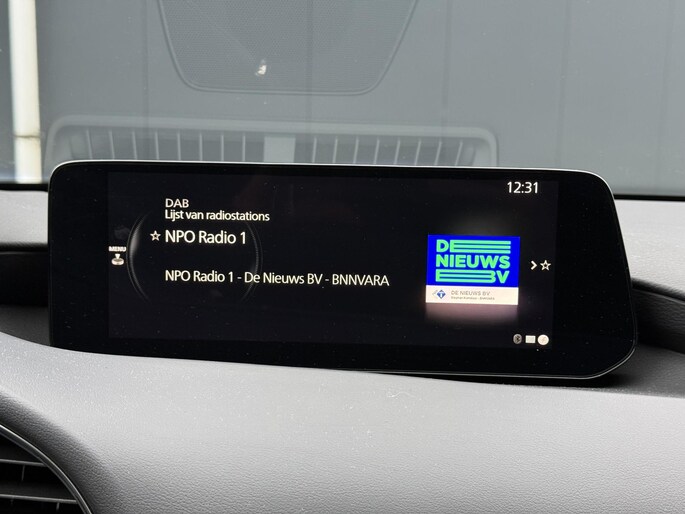 12:31
DAB
Lijst van radiostations
☆ NPO Radio 1
MENU
NPO Radio 1 - De Nieuws BV - BNNVARA
DE
NIEUWS
BV
DE NIEUWS BV